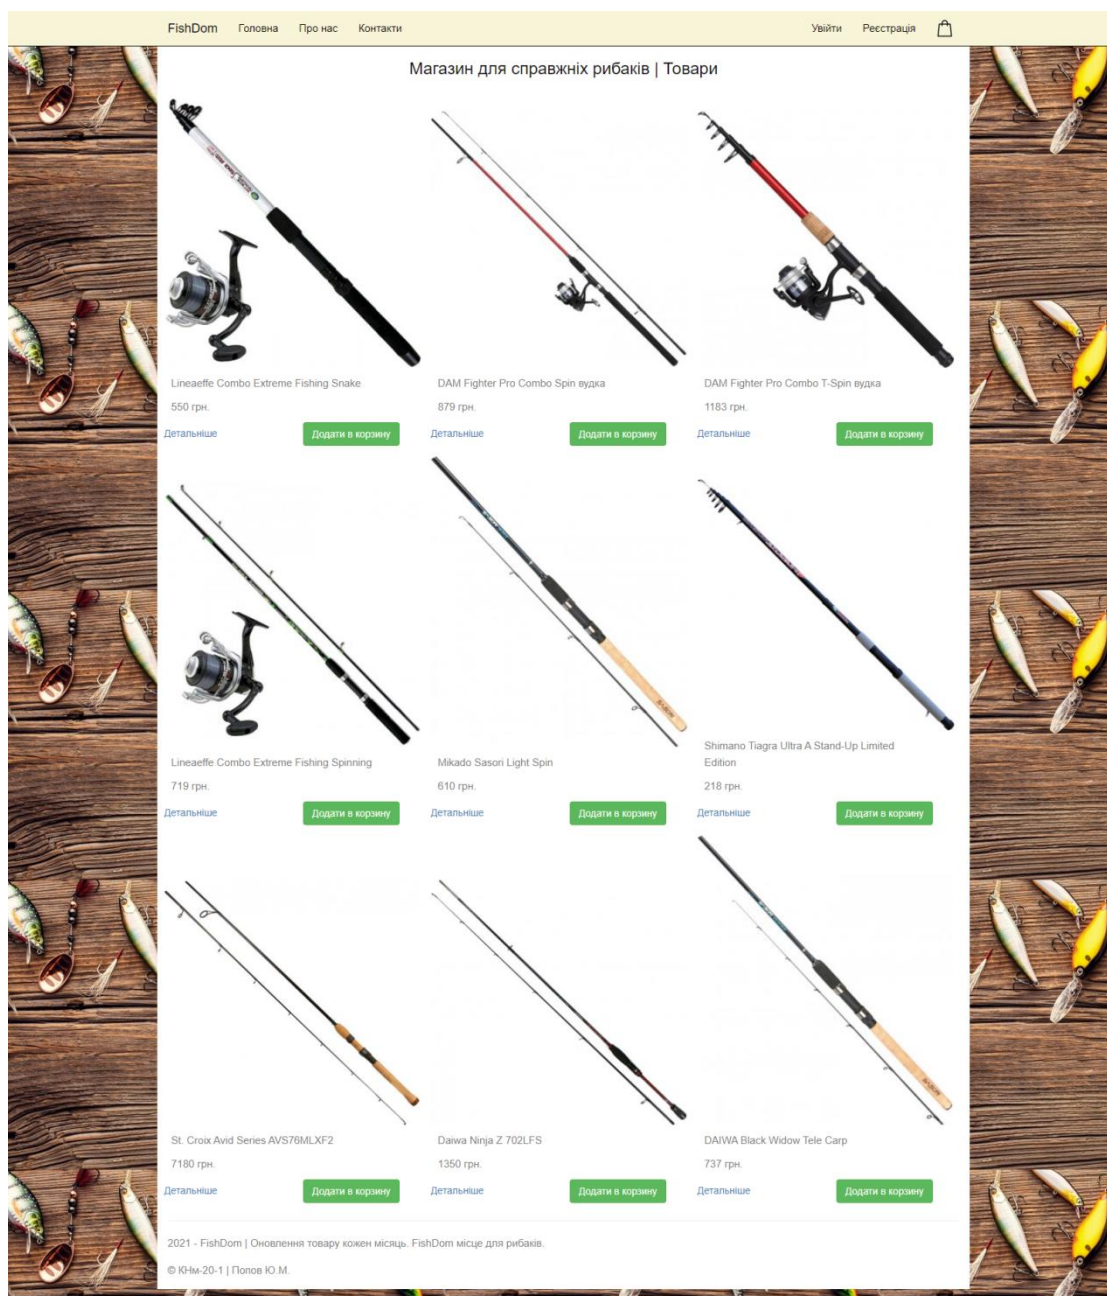 FishDom Головна Про нас Контакти Увійти Реєстрація
Магазин для справжніх рибаків | Товари
Lineaeffe Combo Extreme Fishing Snake
550 грн.
Детальніше Додати в корзину
DAM Fighter Pro Combo Spin вудка
879 грн.
Детальніше Додати в корзину
DAM Fighter Pro Combo T-Spin вудка
1183 грн.
Детальніше Додати в корзину
Lineaeffe Combo Extreme Fishing Spinning
719 грн.
Детальніше Додати в корзину
Mikado Sasori Light Spin
610 грн.
Детальніше Додати в корзину
Shimano Tiagra Ultra A Stand-Up Limited
Edition
218 грн.
Детальніше Додати в корзину
St. Croix Avid Series AVS76MLXF2
7180 грн.
Детальніше Додати в корзину
Daiwa Ninja Z 702LFS
1350 грн.
Детальніше Додати в корзину
DAIWA Black Widow Tele Carp
737 грн.
Детальніше Додати в корзину
2021 - FishDom | Оновлення товару кожен місяць. FishDom місце для рибаків.
© КНм-20-1 | Попов Ю.М.